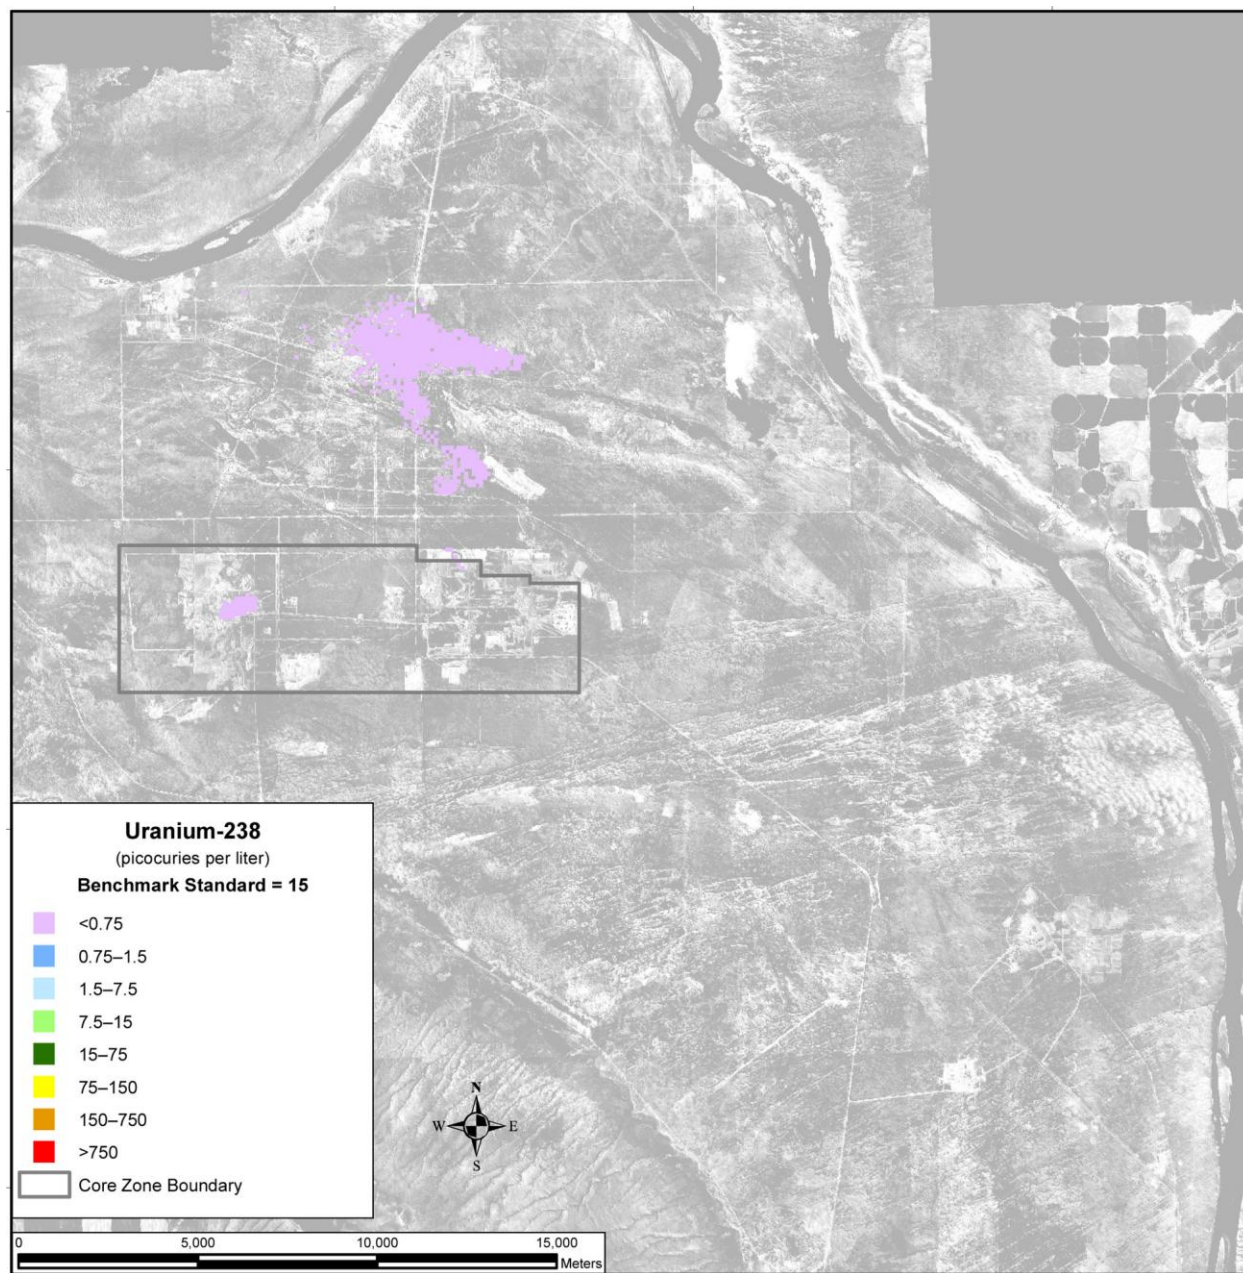 Uranium-238
(picocuries per liter)
Benchmark Standard = 15
<0.75
0.75–1.5
1.5–7.5
7.5–15
15–75
75–150
150–750
>750
Core Zone Boundary
N
W E
S
0 5,000 10,000 15,000
Meters